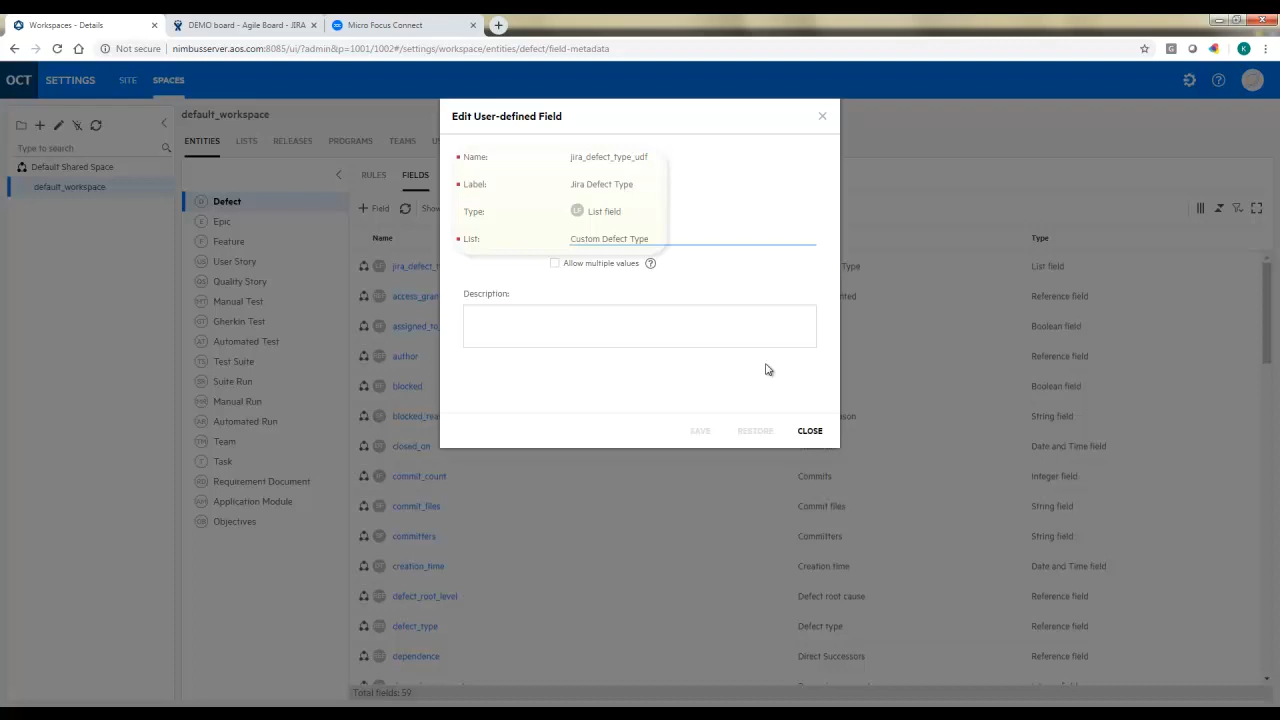 Workspaces - Details
DEMO board - Agile Board - JIRA
Micro Focus Connect
Not secure
nimbusserver.aos.com:8085/ui/?admin&p=1001/1002#/settings/workspace/entities/defect/field-metadata
K
OCT SETTINGS SITE SPACES
Type to search
Default Shared Space
default_workspace
default_workspace
ENTITIES LISTS RELEASES PROGRAMS TEAMS
Defect
Epic
Feature
User Story
Quality Story
Manual Test
Gherkin Test
Automated Test
Test Suite
Suite Run
Manual Run
Automated Run
Team
Task
Requirement Document
Application Module
Objectives
RULES FIELDS
+ Field
Name
Type
Edit User-defined Field
Name: jira_defect_type_udf
Label: Jira Defect Type
Type: LF List field
List: Custom Defect Type
Allow multiple values
Description:
SAVE RESTORE CLOSE
List field
Reference field
Boolean field
author Reference field
blocked Boolean field
String field
closed_on Date and Time field
commit_count Commits Integer field
commit_files Commit files String field
committers Committers String field
creation_time Creation time Date and Time field
defect_root_level Defect root cause Reference field
defect_type Defect type Reference field
dependence Direct Successors Reference field
Total fields: 59